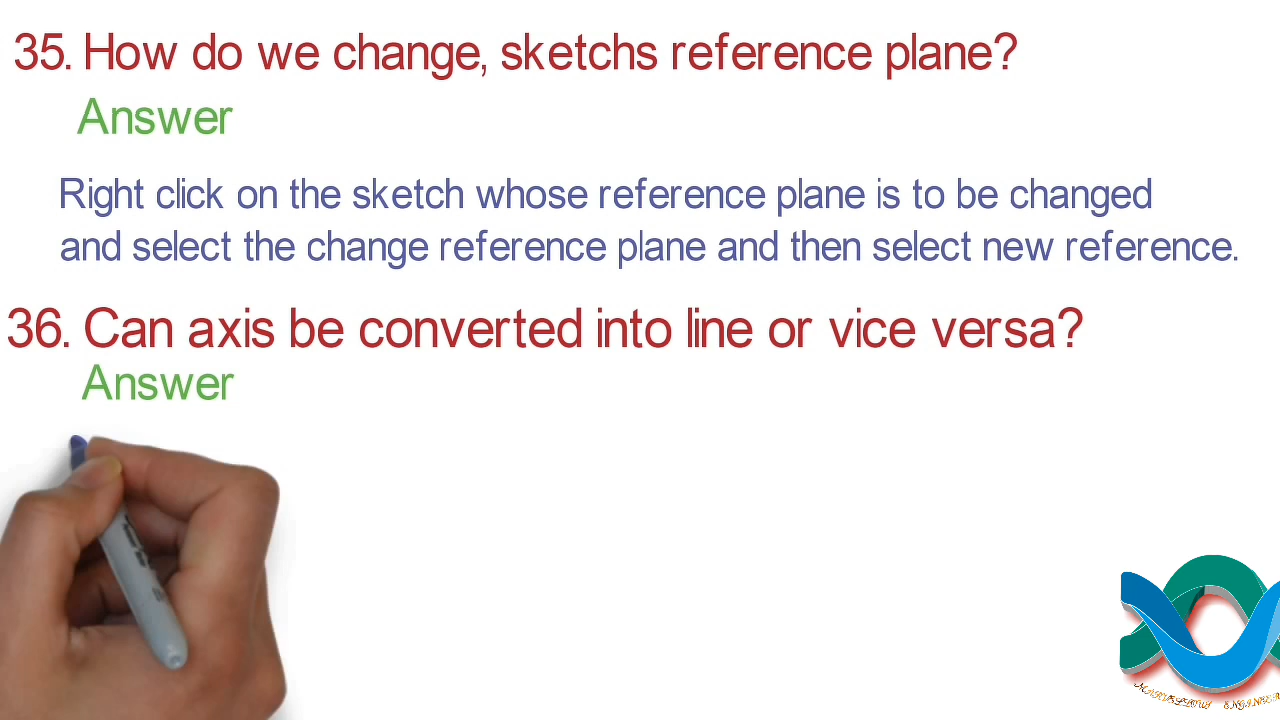 35. How do we change, sketchs reference plane?
Answer
Right click on the sketch whose reference plane is to be changed
and select the change reference plane and then select new reference.
36. Can axis be converted into line or vice versa?
Answer